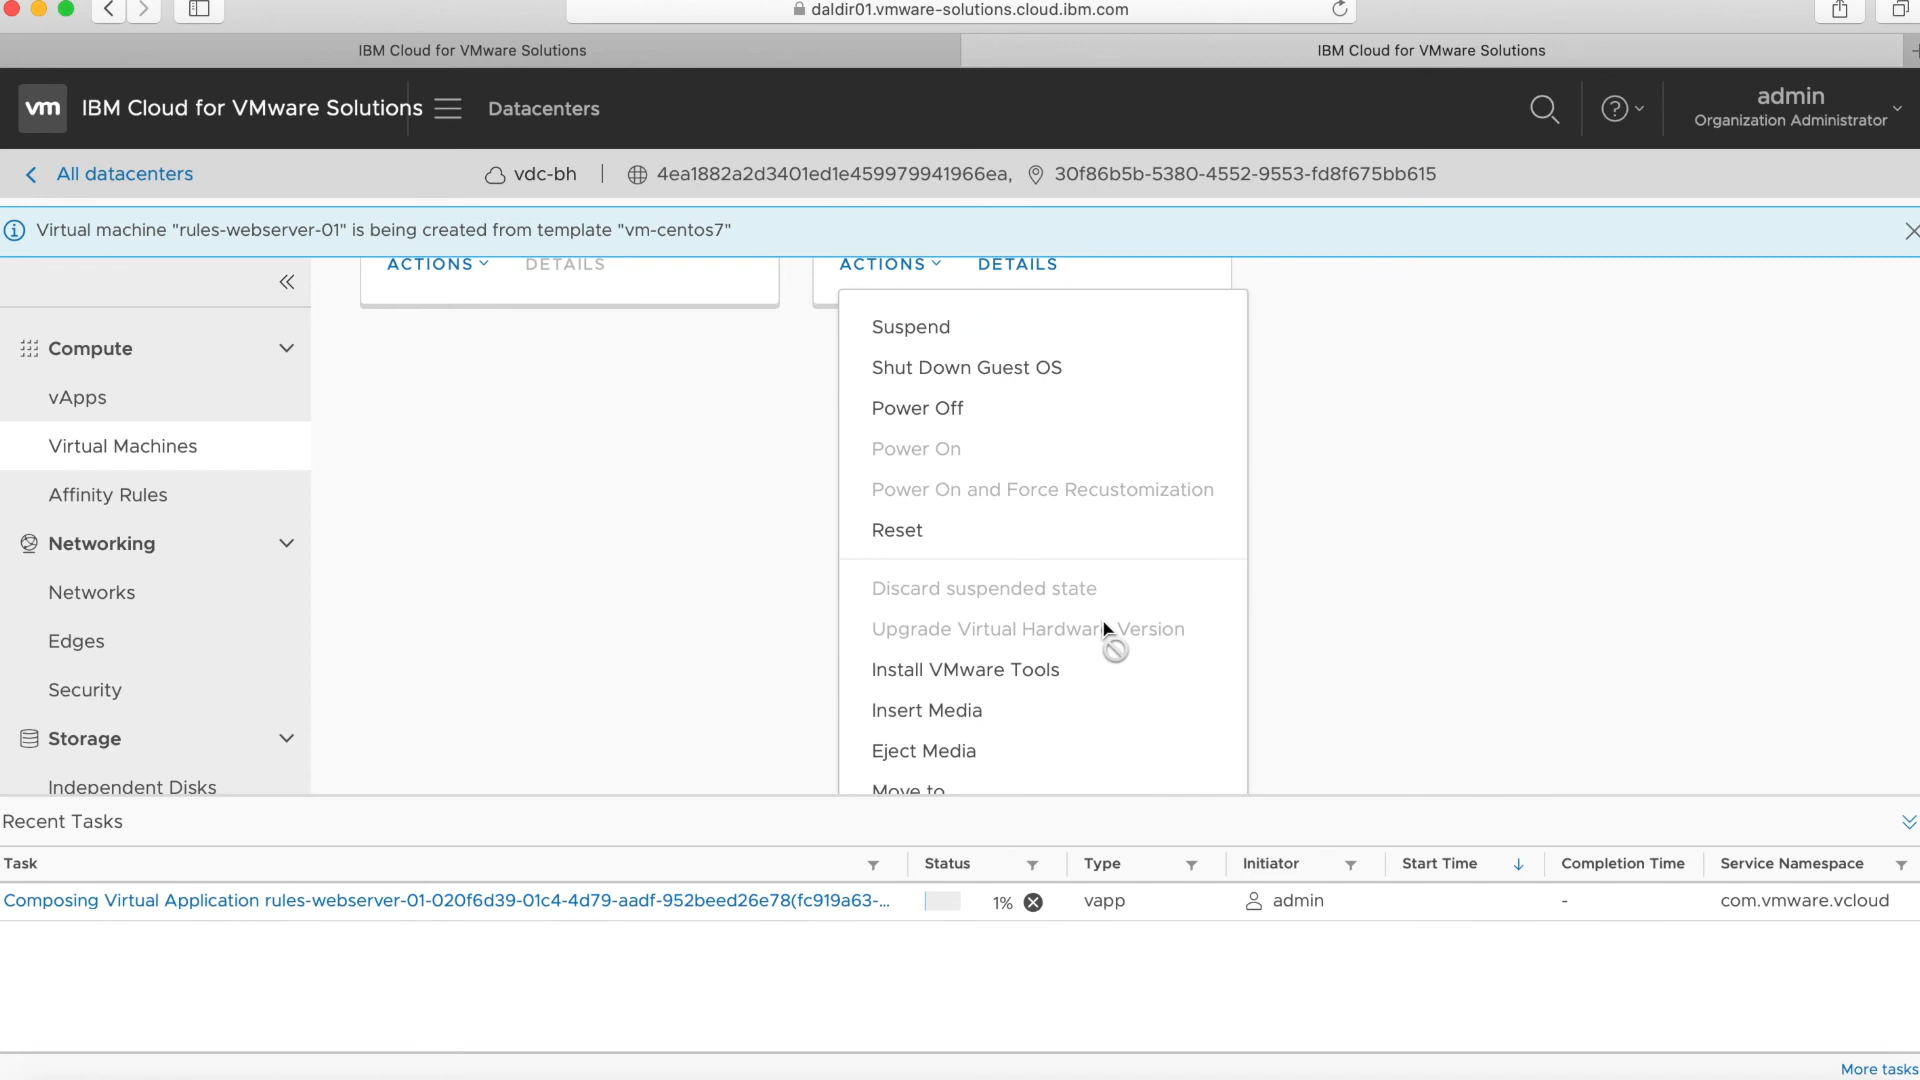 daldir01.vmware-solutions.cloud.ibm.com
IBM Cloud for VMware Solutions
IBM Cloud for VMware Solutions
vm IBM Cloud for VMware Solutions Datacenters
admin
Organization Administrator
All datacenters
vdc-bh | 4ea1882a2d3401ed1e459979941966ea, 30f86b5b-5380-4552-9553-fd8f675bb615
Virtual machine "rules-webserver-01" is being created from template "vm-centos7"
ACTIONS DETAILS
ACTIONS DETAILS
Compute
vApps
Virtual Machines
Affinity Rules
Networking
Networks
Edges
Security
Storage
Independent Disks
Suspend
Shut Down Guest OS
Power Off
Power On
Power On and Force Recustomization
Reset
Discard suspended state
Upgrade Virtual Hardware Version
Install VMware Tools
Insert Media
Eject Media
Move to
Recent Tasks
Task Status Type Initiator Start Time Completion Time Service Namespace
Composing Virtual Application rules-webserver-01-020f6d39-01c4-4d79-aadf-952beed26e78(fc919a63-... 1% vapp admin - com.vmware.vcloud
More tasks